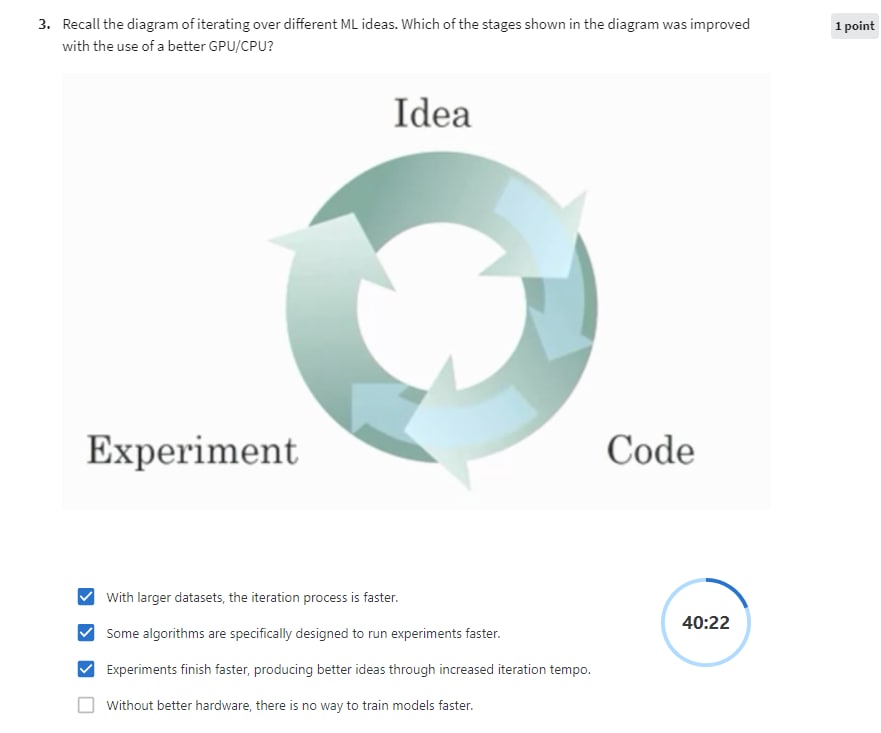 3. Recall the diagram of iterating over different ML ideas. Which of the stages shown in the diagram was improved
with the use of a better GPU/CPU?
1 point
Idea
Experiment
Code
With larger datasets, the iteration process is faster.
Some algorithms are specifically designed to run experiments faster.
40:22
Experiments finish faster, producing better ideas through increased iteration tempo.
Without better hardware, there is no way to train models faster.